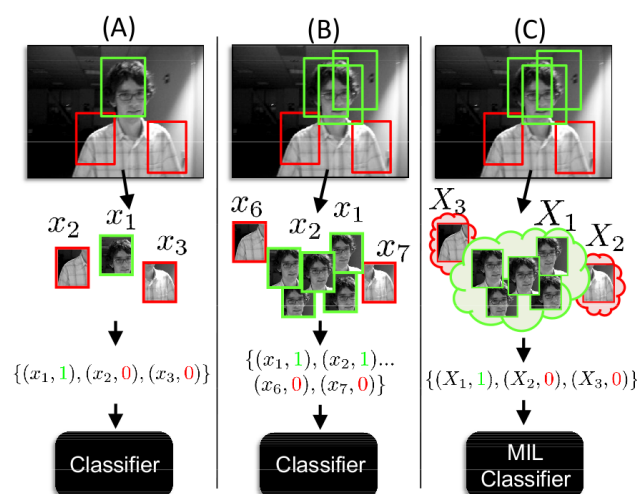 (A)
x₂ x₁ x₃
{(x₁, 1), (x₂, 0), (x₃, 0)}
Classifier
(B)
x₆ x₂ x₁ x₇
{(x₁, 1), (x₂, 1)...
(x₆, 0), (x₇, 0)}
Classifier
(C)
X₃ X₁ X₂
{(X₁, 1), (X₂, 0), (X₃, 0)}
MIL
Classifier